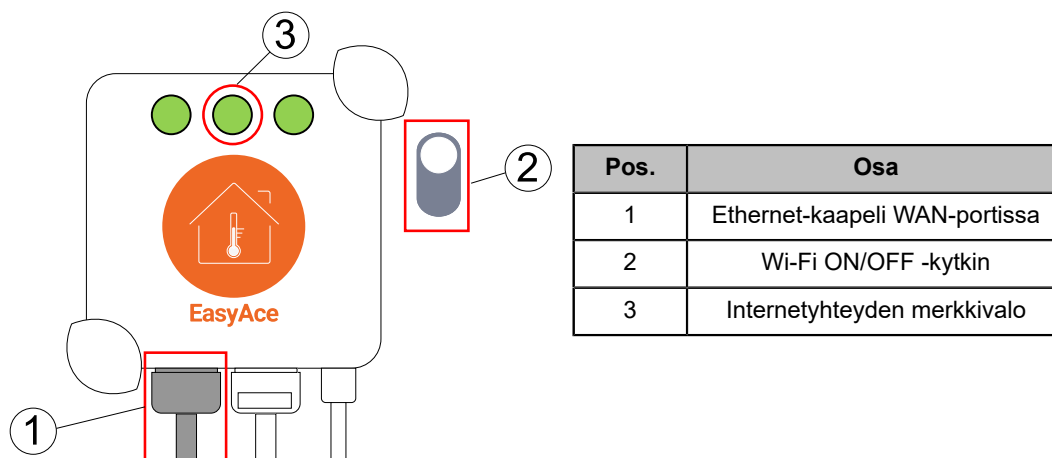 3
2
EasyAce
1
Pos. Osa
1 Ethernet-kaapeli WAN-portissa
2 Wi-Fi ON/OFF -kytkin
3 Internetyhteyden merkkivalo